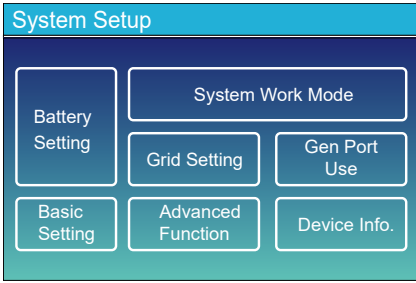 System Setup
Battery
Setting
System Work Mode
Grid Setting
Gen Port
Use
Basic
Setting
Advanced
Function
Device Info.